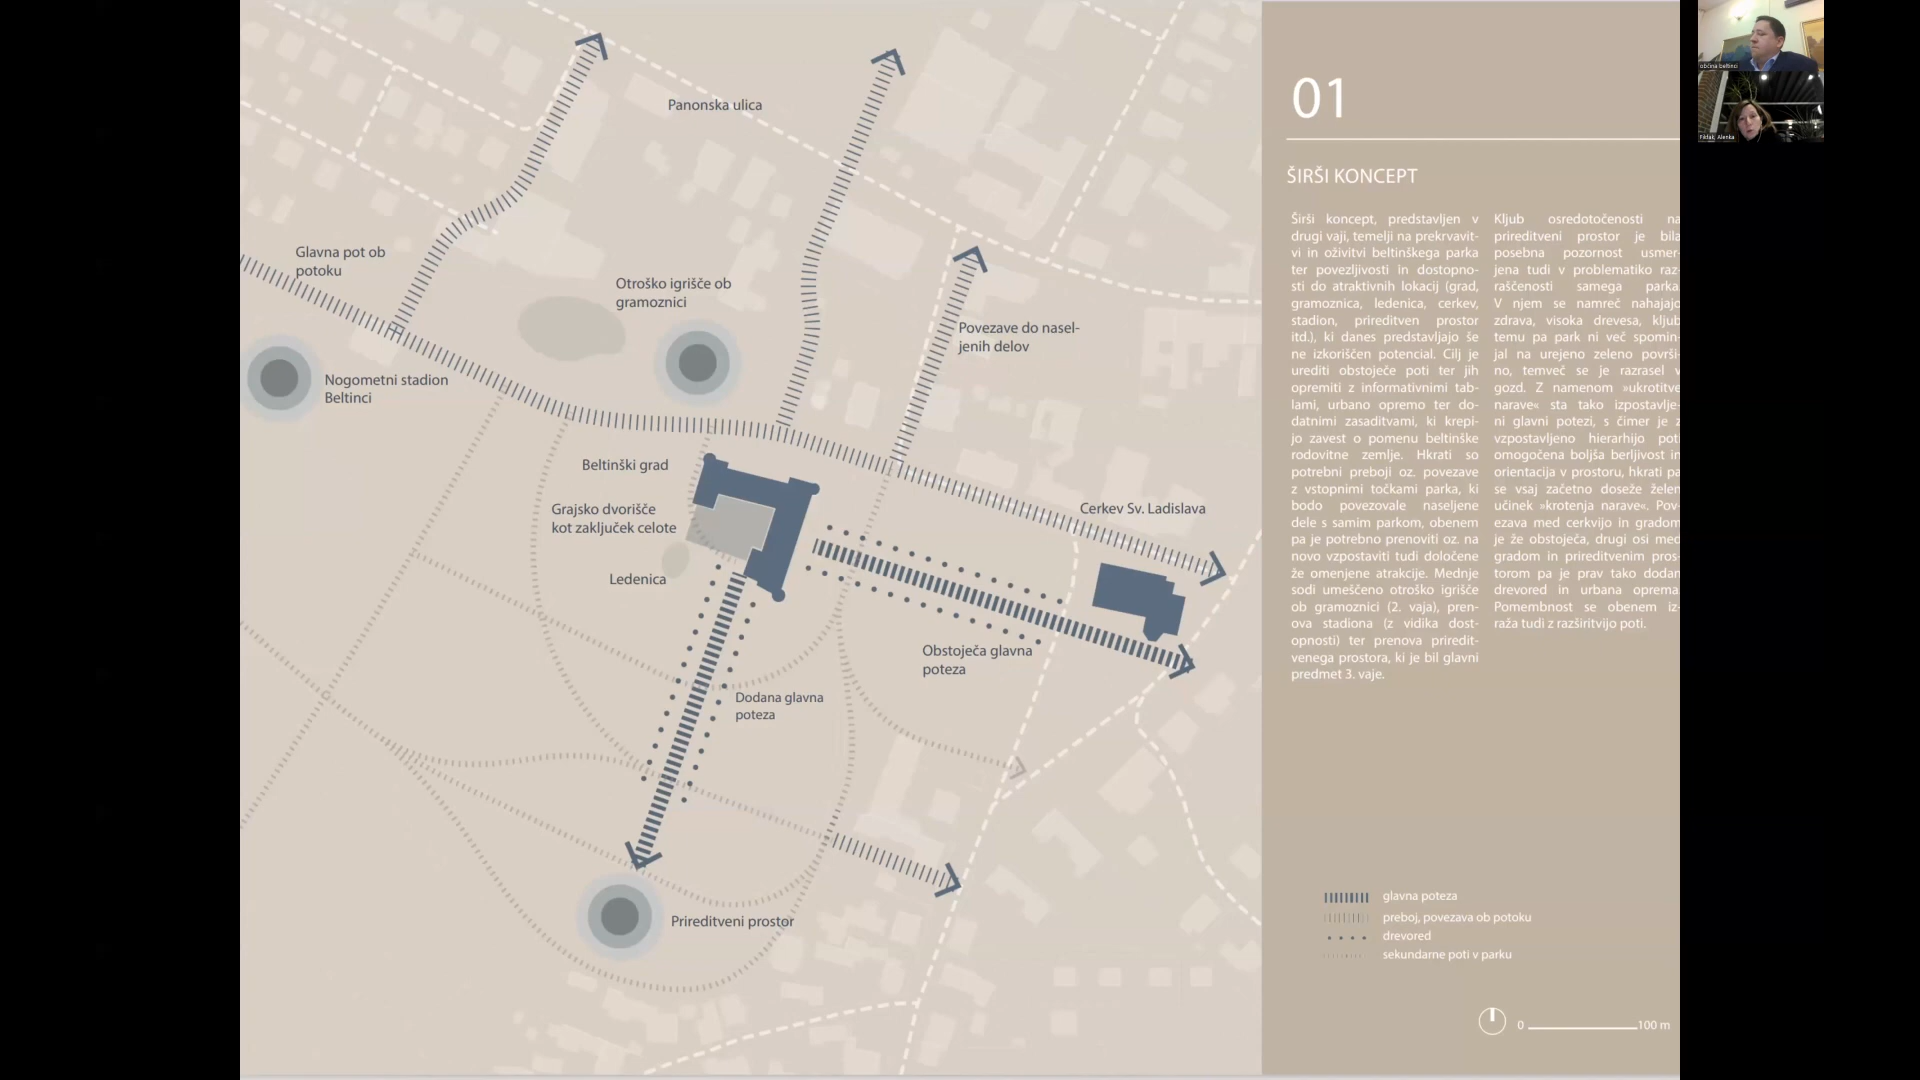 Panonska ulica
Glavna pot ob
potoku
Otroško igrišče ob
gramoznici
Povezave do nasel-
jenih delov
Nogometni stadion
Beltinci
Beltinški grad
Grajsko dvorišče
kot zaključek celote
Ledenica
Cerkev Sv. Ladislava
Obstoječa glavna
poteza
Dodana glavna
poteza
Prireditveni prostor
01
ŠIRŠI KONCEPT
Širši koncept, predstavljen v
drugi vaji, temelji na prekrvavit-
vi in oživitvi beltinškega parka
ter povezljivosti in dostopno-
sti do atraktivnih lokacij (grad,
gramoznica, ledenica, cerkev,
stadion, prireditven prostor
itd.), ki danes predstavljajo še
ne izkoriščen potencial. Cilj je
urediti obstoječe poti ter jih
opremiti z informativnimi tab-
lami, urbano opremo ter do-
datnimi zasaditvami, ki krepi-
jo zavest o pomenu beltinške
rodovitne zemlje. Hkrati so
potrebni preboji oz. povezave
z vstopnimi točkami parka, ki
bodo povezovale naseljene
dele s samim parkom, obenem
pa je potrebno prenoviti oz. na
novo vzpostaviti tudi določene
že omenjene atrakcije. Mednje
sodi umeščeno otroško igrišče
ob gramoznici (2. vaja), pren-
ova stadiona (z vidika dost-
opnosti) ter prenova priredit-
venega prostora, ki je bil glavni
predmet 3. vaje.
Kljub osredotočenosti na
prireditveni prostor je bila
posebna pozornost usmer-
jena tudi v problematiko raz-
raščenosti samega parka.
V njem se namreč nahajajo
zdrava, visoka drevesa, kljub
temu pa park ni več spomin-
jal na urejeno zeleno površi-
no, temveč se je razrasel v
gozd. Z namenom »ukrotitve
narave« sta tako izpostavlje-
ni glavni potezi, s čimer je z
vzpostavljeno hierarhijo poti
omogočena boljša berljivost in
orientacija v prostoru, hkrati pa
se vsaj začetno doseže želen
učinek »krotenja narave«. Pov-
ezava med cerkvijo in gradom
je že obstoječa, drugi osi med
gradom in prireditvenim pros-
torom pa je prav tako dodan
drevored in urbana oprema.
Pomembnost se obenem iz-
raža tudi z razširitvijo poti.
glavna poteza
preboj, povezava ob potoku
drevored
sekundarne poti v parku
0 100 m
občina beltinci
Fikfak, Alenka